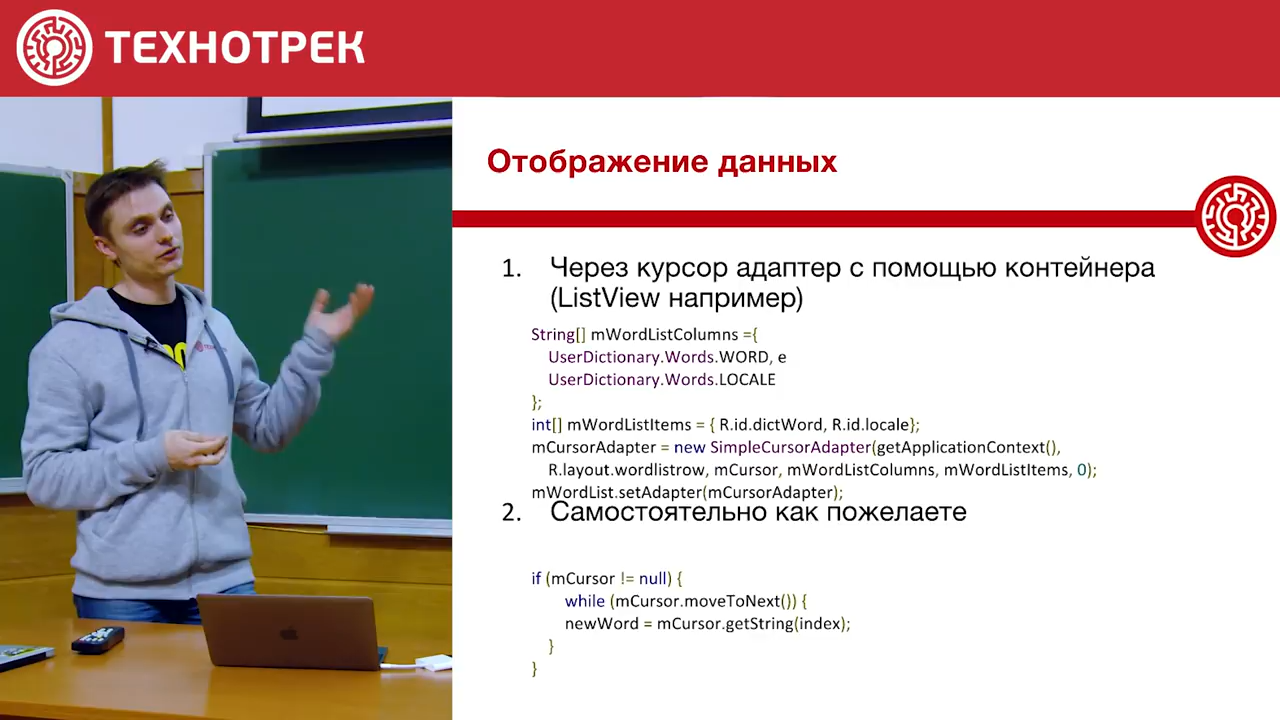 ТЕХНОТРЕК
Отображение данных
1. Через курсор адаптер с помощью контейнера
(ListView например)
String[] mWordListColumns ={
UserDictionary.Words.WORD, e
UserDictionary.Words.LOCALE
};
int[] mWordListItems = { R.id.dictWord, R.id.locale};
mCursorAdapter = new SimpleCursorAdapter(getApplicationContext(),
R.layout.wordlistrow, mCursor, mWordListColumns, mWordListItems, 0);
mWordList.setAdapter(mCursorAdapter);
2. Самостоятельно как пожелаете
if (mCursor != null) {
while (mCursor.moveToNext()) {
newWord = mCursor.getString(index);
}
}